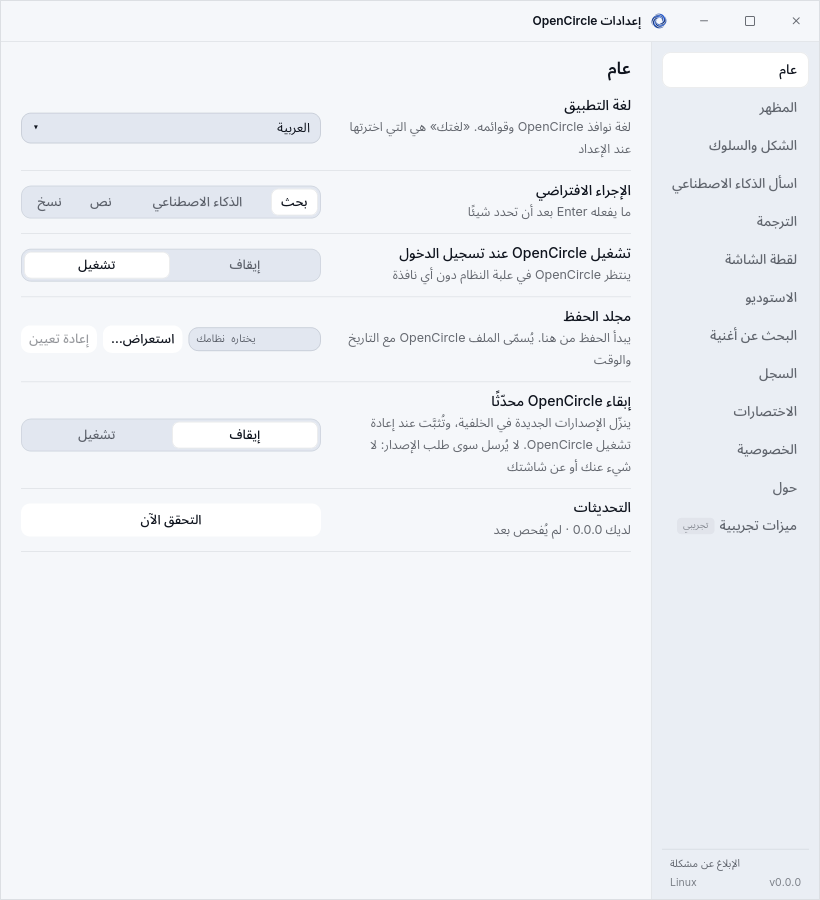 إعدادات OpenCircle
عام
المظهر
الشكل والسلوك
اسأل الذكاء الاصطناعي
الترجمة
لقطة الشاشة
الاستوديو
البحث عن أغنية
السجل
الاختصارات
الخصوصية
حول
ميزات تجريبية تجريبي
الإبلاغ عن مشكلة
v0.0.0 Linux
عام
لغة التطبيق
لغة نوافذ OpenCircle وقوائمه. «لغتك» هي التي اخترتها
عند الإعداد
العربية
الإجراء الافتراضي
ما يفعله Enter بعد أن تحدد شيئًا
بحث الذكاء الاصطناعي نص نسخ
تشغيل OpenCircle عند تسجيل الدخول
ينتظر OpenCircle في علبة النظام دون أي نافذة
إيقاف تشغيل
مجلد الحفظ
يبدأ الحفظ من هنا. يُسمّى الملف OpenCircle مع التاريخ
والوقت
يختاره نظامك استعراض... إعادة تعيين
إبقاء OpenCircle محدّثًا
ينزّل الإصدارات الجديدة في الخلفية، وتُثبَّت عند إعادة
تشغيل OpenCircle. لا يُرسل سوى طلب الإصدار: لا
شيء عنك أو عن شاشتك
إيقاف تشغيل
التحديثات
لديك 0.0.0 · لم يُفحص بعد
التحقق الآن